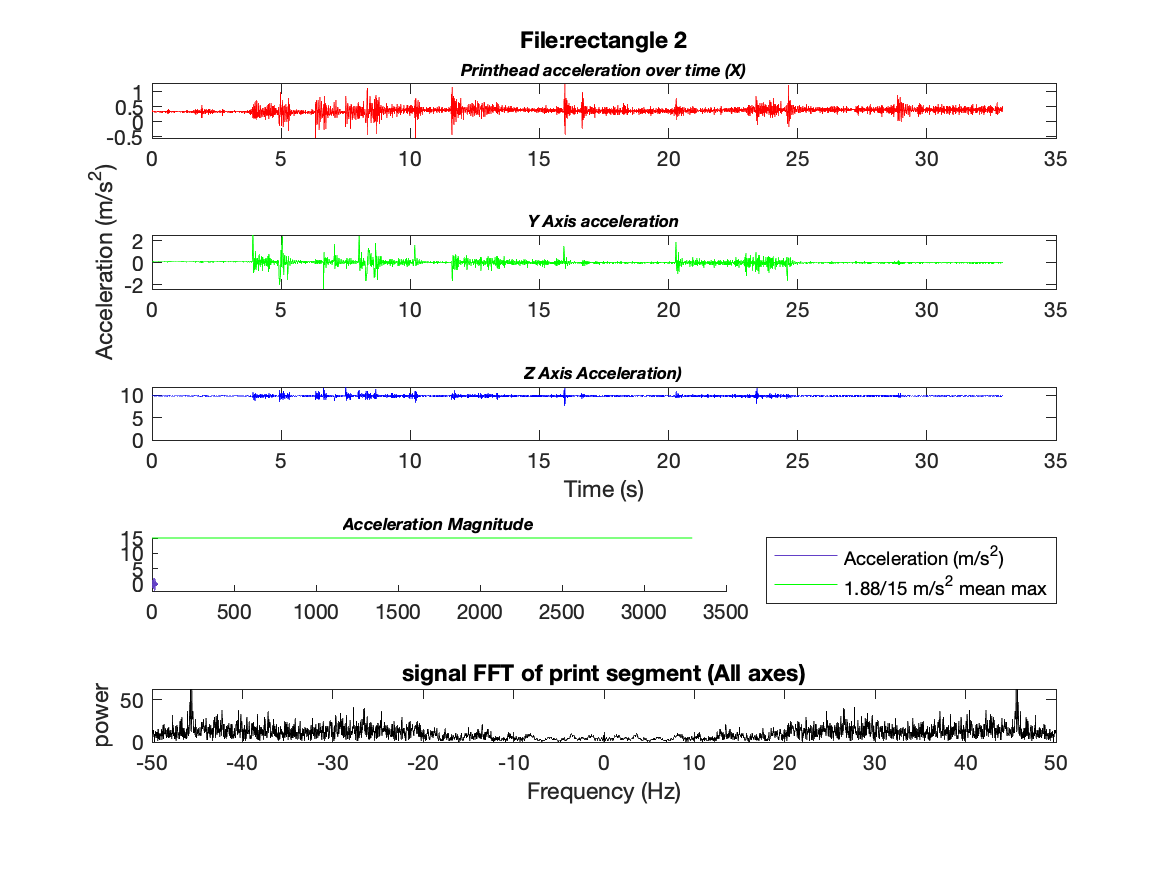 File:rectangle 2
Printhead acceleration over time (X)
1
0.5
0
-0.5
0 5 10 15 20 25 30 35
Acceleration (m/s²)
Y Axis acceleration
2
0
-2
0 5 10 15 20 25 30 35
Z Axis Acceleration)
10
5
0
0 5 10 15 20 25 30 35
Time (s)
Acceleration Magnitude
15
10
5
0
0 500 1000 1500 2000 2500 3000 3500
Acceleration (m/s²)
1.88/15 m/s² mean max
signal FFT of print segment (All axes)
power
50
0
-50 -40 -30 -20 -10 0 10 20 30 40 50
Frequency (Hz)